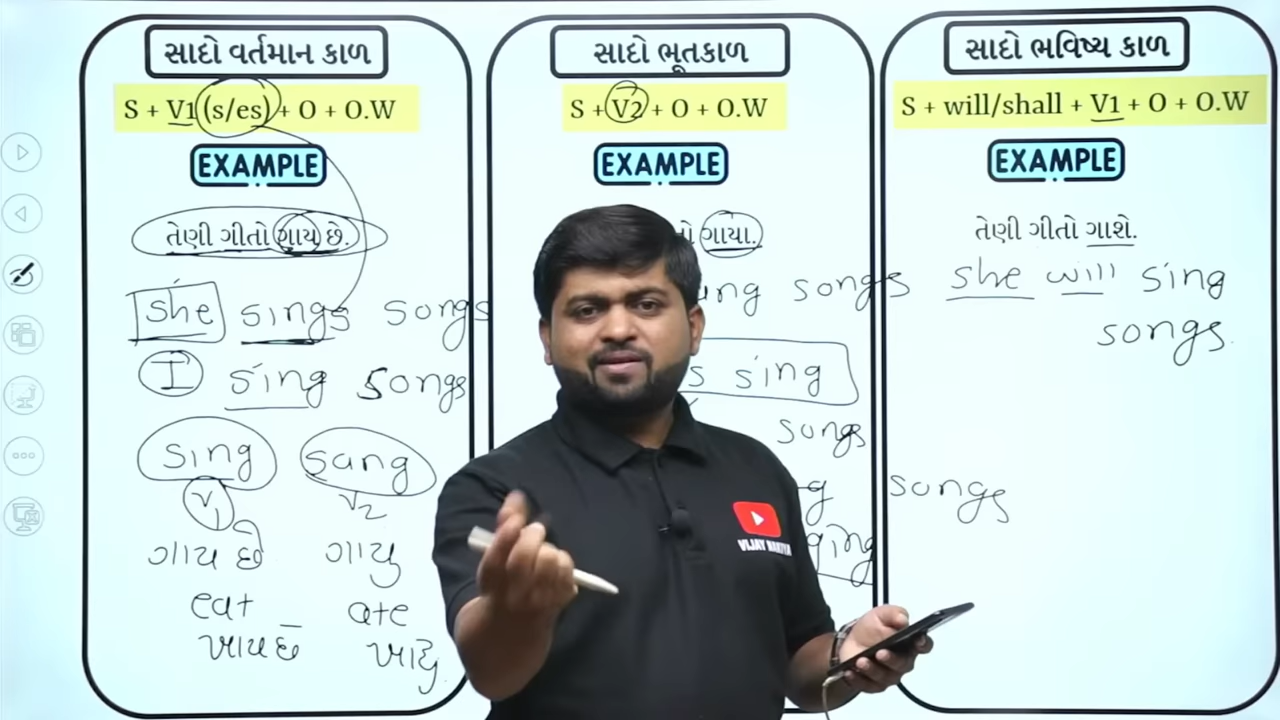 સાદો વર્તમાન કાળ
S + V1 (s/es) + O + O.W
EXAMPLE
તેણી ગીતો ગાય છે.
she sings songs
I sing songs
sing sang
V1 V2
ગાય છે ગાયુ
eat ate
ખાય છે ખાધુ
સાદો ભૂતકાળ
S + V2 + O + O.W
EXAMPLE
ગાયા.
songs
sing
songs
VIJAY
સાદો ભવિષ્ય કાળ
S + will/shall + V1 + O + O.W
EXAMPLE
તેણી ગીતો ગાશે.
she will sing
songs.
songs